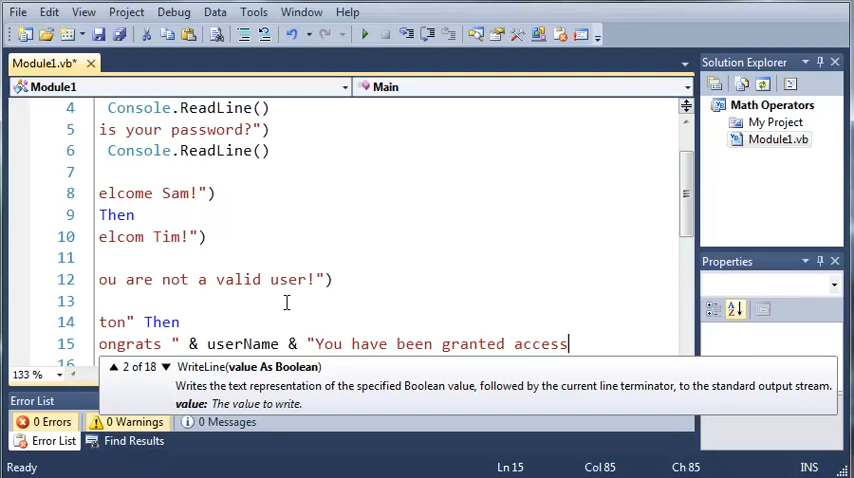 File Edit View Project Debug Data Tools Window Help
Module1.vb*
Solution Explorer
Module1 Main
4 Console.ReadLine()
5 is your password?")
6 Console.ReadLine()
7
8 elcome Sam!")
9 Then
10 elcom Tim!")
11
12 ou are not a valid user!")
13
14 ton" Then
15 ongrats " & userName & "You have been granted access
16
Math Operators
My Project
Module1.vb
Properties
133 %
2 of 18 WriteLine(value As Boolean)
Writes the text representation of the specified Boolean value, followed by the current line terminator, to the standard output stream.
value: The value to write.
Error List
0 Errors 0 Warnings 0 Messages
Error List Find Results
Ready Ln 15 Col 85 Ch 85 INS